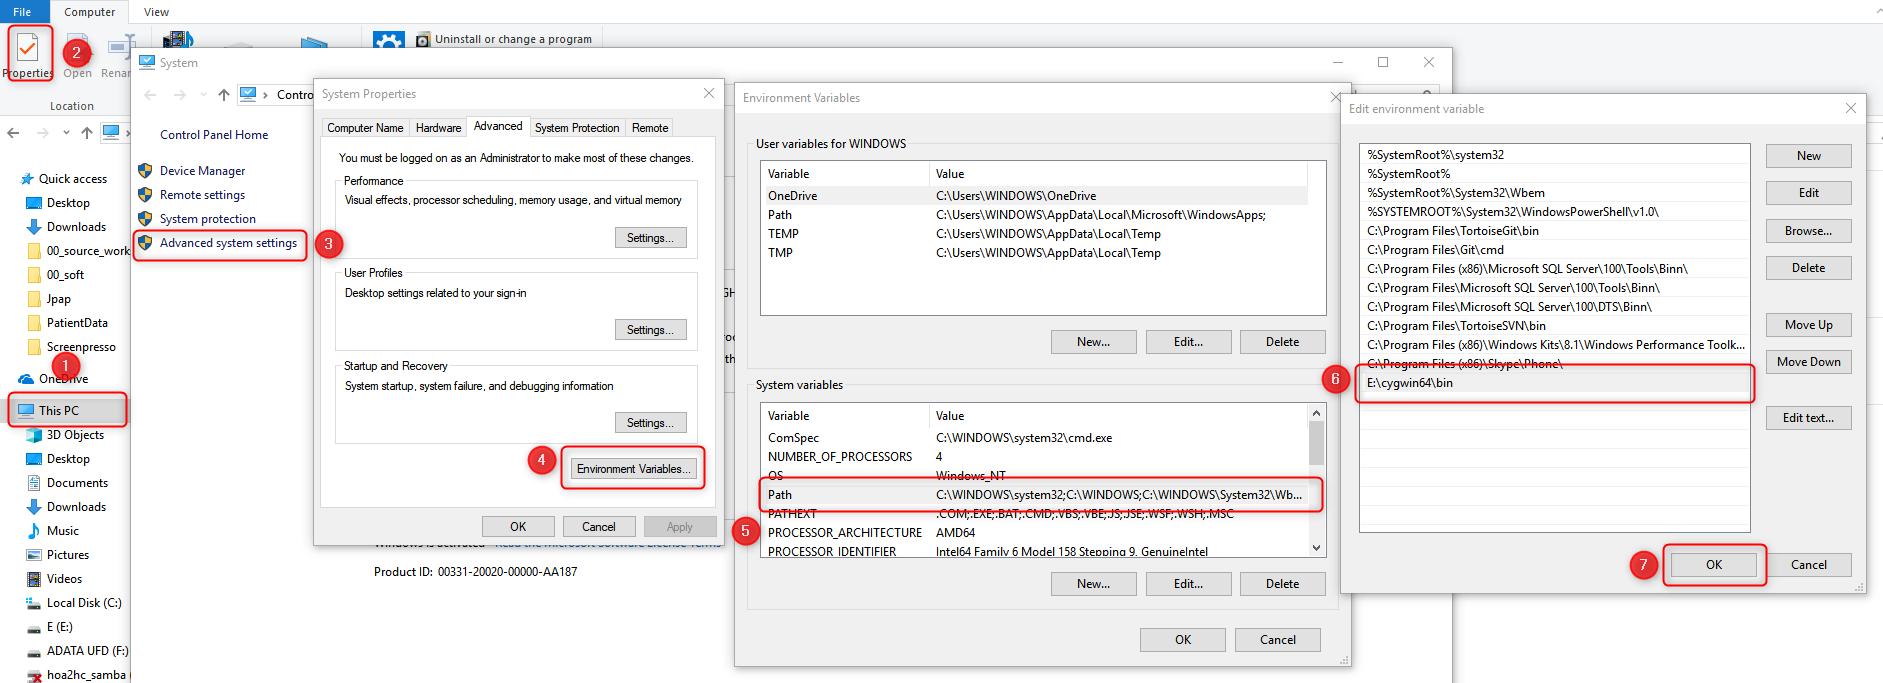 File
Computer
View
Properties
Open
Renar
Uninstall or change a program
Location
2
System
Contro
Control Panel Home
Device Manager
Remote settings
System protection
Advanced system settings
3
Quick access
Desktop
Downloads
00_source_work
00_soft
Jpap
PatientData
Screenpresso
1
OneDrive
This PC
3D Objects
Desktop
Documents
Downloads
Music
Pictures
Videos
Local Disk (C:)
E (E:)
ADATA UFD (F:)
hoa2hc_samba (
System Properties
Computer Name
Hardware
Advanced
System Protection
Remote
You must be logged on as an Administrator to make most of these changes.
Performance
Visual effects, processor scheduling, memory usage, and virtual memory
Settings...
User Profiles
Desktop settings related to your sign-in
Settings...
Startup and Recovery
System startup, system failure, and debugging information
Settings...
4
Environment Variables...
OK
Cancel
Apply
Windows is activated
Read the Microsoft Software License Terms
Product ID: 00331-20020-00000-AA187
Environment Variables
User variables for WINDOWS
Variable Value
OneDrive C:\Users\WINDOWS\OneDrive
Path C:\Users\WINDOWS\AppData\Local\Microsoft\WindowsApps;
TEMP C:\Users\WINDOWS\AppData\Local\Temp
TMP C:\Users\WINDOWS\AppData\Local\Temp
New...
Edit...
Delete
System variables
Variable Value
ComSpec C:\WINDOWS\system32\cmd.exe
NUMBER_OF_PROCESSORS 4
OS Windows_NT
Path C:\WINDOWS\system32;C:\WINDOWS;C:\WINDOWS\System32\Wb...
PATHEXT .COM;.EXE;.BAT;.CMD;.VBS;.VBE;.JS;.JSE;.WSF;.WSH;.MSC
5
PROCESSOR_ARCHITECTURE AMD64
PROCESSOR_IDENTIFIER Intel64 Family 6 Model 158 Stepping 9, GenuineIntel
New...
Edit...
Delete
OK
Cancel
Edit environment variable
%SystemRoot%\system32
%SystemRoot%
%SystemRoot%\System32\Wbem
%SYSTEMROOT%\System32\WindowsPowerShell\v1.0\
C:\Program Files\TortoiseGit\bin
C:\Program Files\Git\cmd
C:\Program Files (x86)\Microsoft SQL Server\100\Tools\Binn\
C:\Program Files\Microsoft SQL Server\100\Tools\Binn\
C:\Program Files\Microsoft SQL Server\100\DTS\Binn\
C:\Program Files\TortoiseSVN\bin
C:\Program Files (x86)\Windows Kits\8.1\Windows Performance Toolk...
C:\Program Files (x86)\Skype\Phone\
6
E:\cygwin64\bin
New
Edit
Browse...
Delete
Move Up
Move Down
Edit text...
7
OK
Cancel